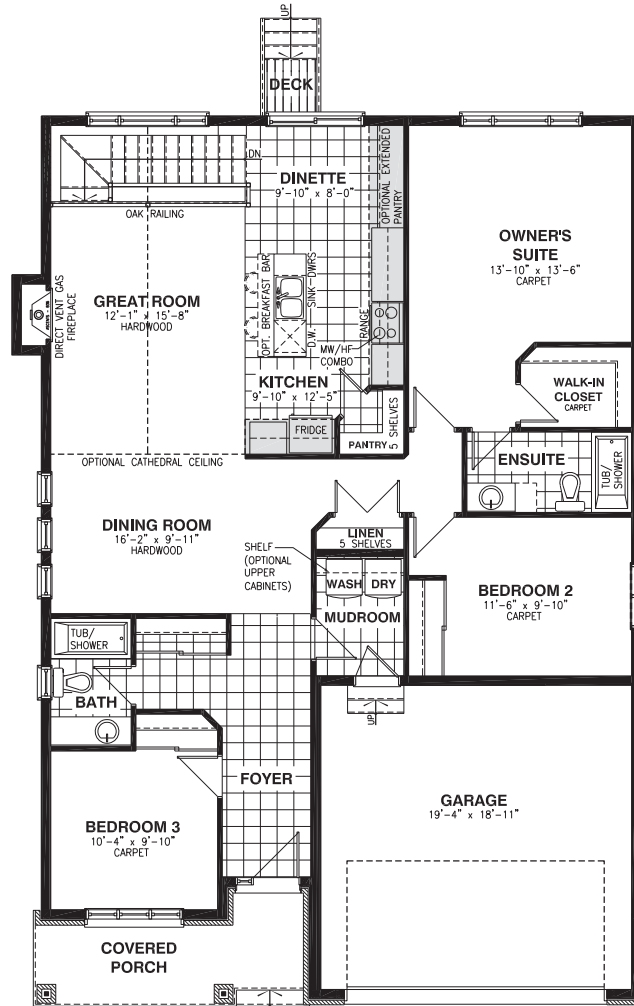 UP
DECK
DN
DINETTE
9'-10" x 8'-0"
OPTIONAL EXTENDED
PANTRY
OAK RAILING
OWNER'S
SUITE
13'-10" x 13'-6"
CARPET
DIRECT VENT GAS
FIREPLACE
GREAT ROOM
12'-1" x 15'-8"
HARDWOOD
OPT. BREAKFAST BAR
SINK
DWRS
D.W.
RANGE
MW/HF
COMBO
KITCHEN
9'-10" x 12'-5"
WALK-IN
CLOSET
CARPET
FRIDGE
PANTRY
5 SHELVES
OPTIONAL CATHEDRAL CEILING
ENSUITE
TUB/
SHOWER
DINING ROOM
16'-2" x 9'-11"
HARDWOOD
LINEN
5 SHELVES
SHELF
(OPTIONAL
UPPER
CABINETS)
WASH
DRY
MUDROOM
BEDROOM 2
11'-6" x 9'-10"
CARPET
TUB/
SHOWER
BATH
UP
FOYER
BEDROOM 3
10'-4" x 9'-10"
CARPET
GARAGE
19'-4" x 18'-11"
COVERED
PORCH
UP